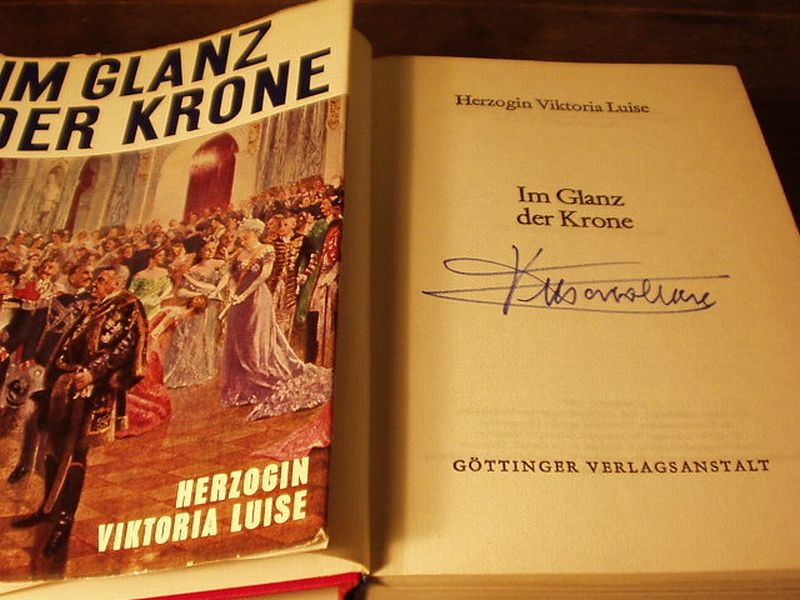 IM GLANZ
DER KRONE
HERZOGIN
VIKTORIA LUISE
Herzogin Viktoria Luise
Im Glanz
der Krone
GÖTTINGER VERLAGSANSTALT